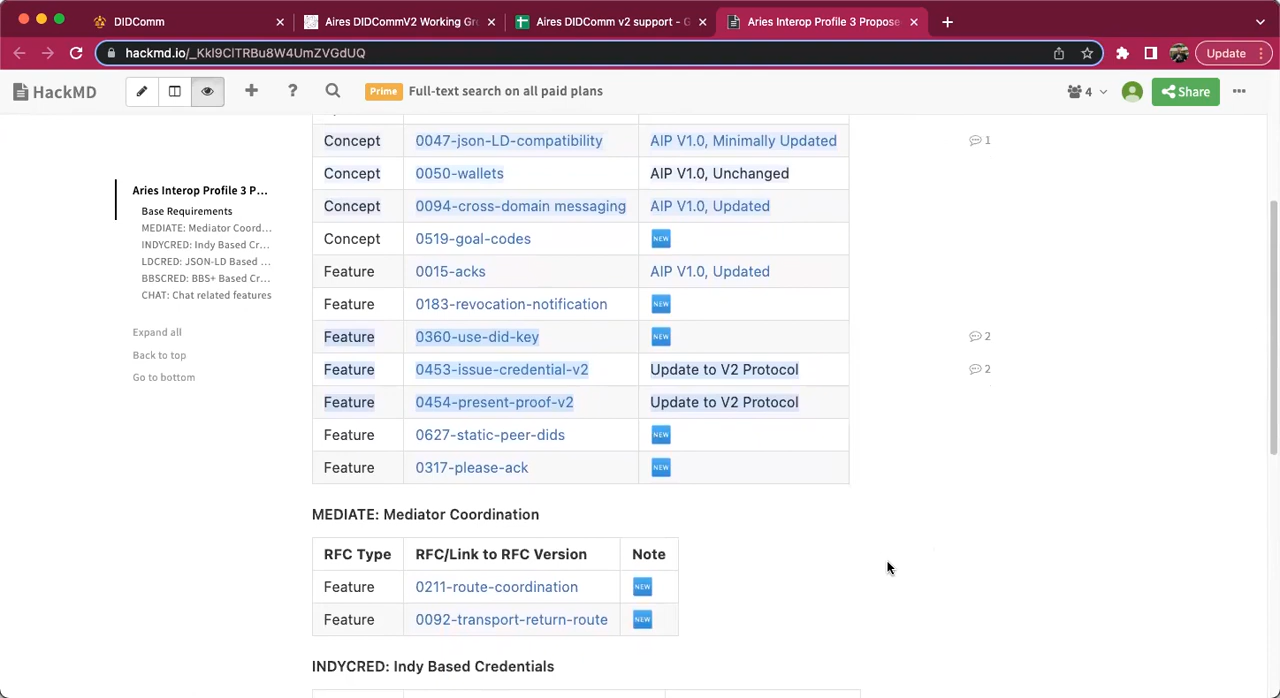 DIDComm
Aires DIDCommV2 Working Gr
Aires DIDComm v2 support - G
Aries Interop Profile 3 Propose
hackmd.io/_KkI9ClTRBu8W4UmZVGdUQ
Update
HackMD
Prime Full-text search on all paid plans
4
Share
Concept 0047-json-LD-compatibility AIP V1.0, Minimally Updated 1
Concept 0050-wallets AIP V1.0, Unchanged
Concept 0094-cross-domain messaging AIP V1.0, Updated
Concept 0519-goal-codes NEW
Feature 0015-acks AIP V1.0, Updated
Feature 0183-revocation-notification NEW
Feature 0360-use-did-key NEW 2
Feature 0453-issue-credential-v2 Update to V2 Protocol 2
Feature 0454-present-proof-v2 Update to V2 Protocol
Feature 0627-static-peer-dids NEW
Feature 0317-please-ack NEW
Aries Interop Profile 3 P...
Base Requirements
MEDIATE: Mediator Coord...
INDYCRED: Indy Based Cr...
LDCRED: JSON-LD Based ...
BBSCRED: BBS+ Based Cr...
CHAT: Chat related features
Expand all
Back to top
Go to bottom
MEDIATE: Mediator Coordination
RFC Type RFC/Link to RFC Version Note
Feature 0211-route-coordination NEW
Feature 0092-transport-return-route NEW
INDYCRED: Indy Based Credentials